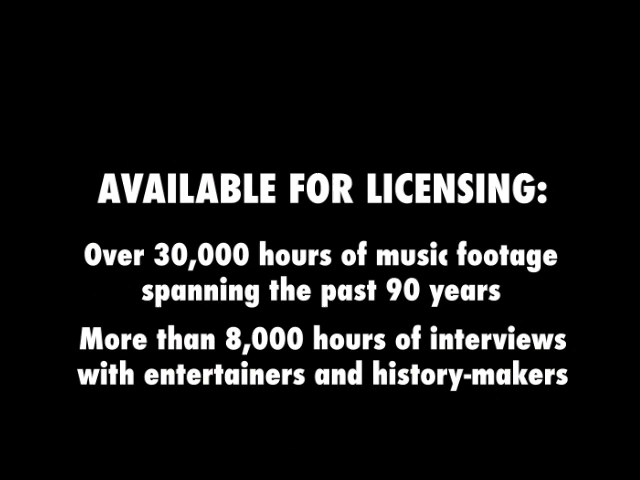 AVAILABLE FOR LICENSING:
Over 30,000 hours of music footage
spanning the past 90 years
More than 8,000 hours of interviews
with entertainers and history-makers